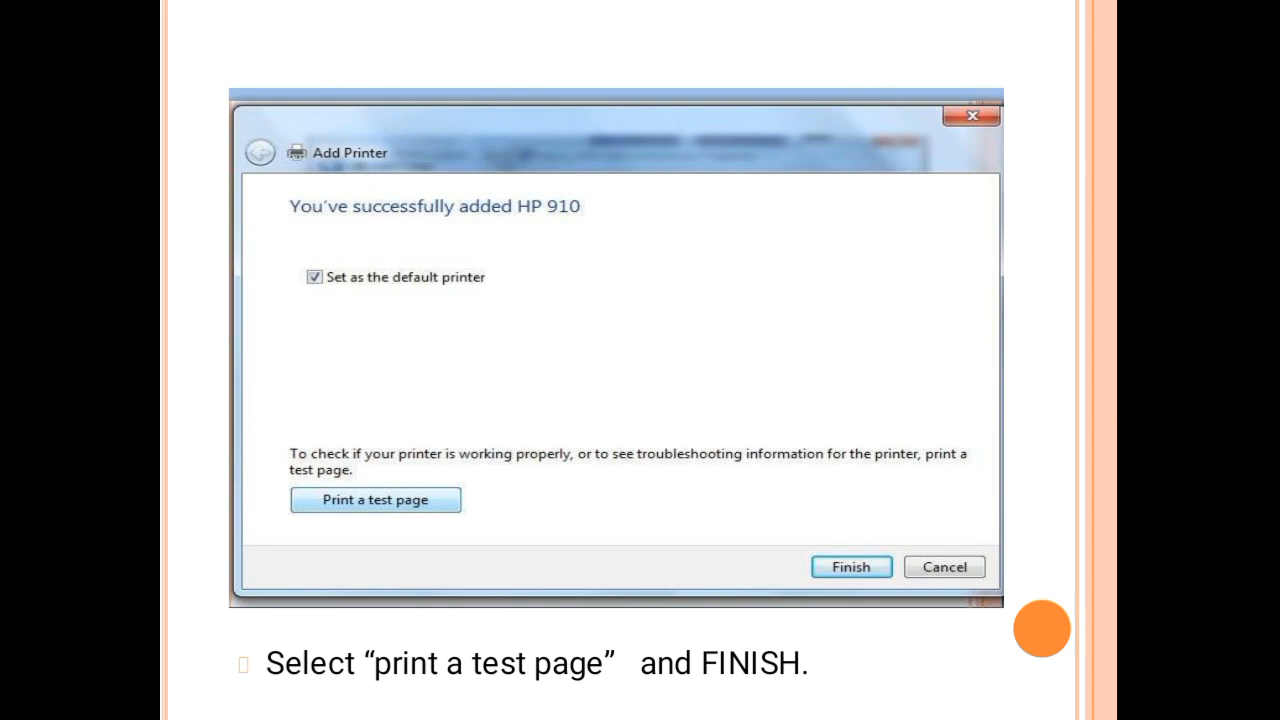 Add Printer
You've successfully added HP 910
Set as the default printer
To check if your printer is working properly, or to see troubleshooting information for the printer, print a
test page.
Print a test page
Finish Cancel
Select “print a test page” and FINISH.